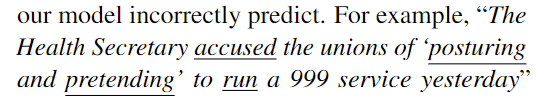 our model incorrectly predict. For example, “The
Health Secretary accused the unions of ‘posturing
and pretending’ to run a 999 service yesterday”